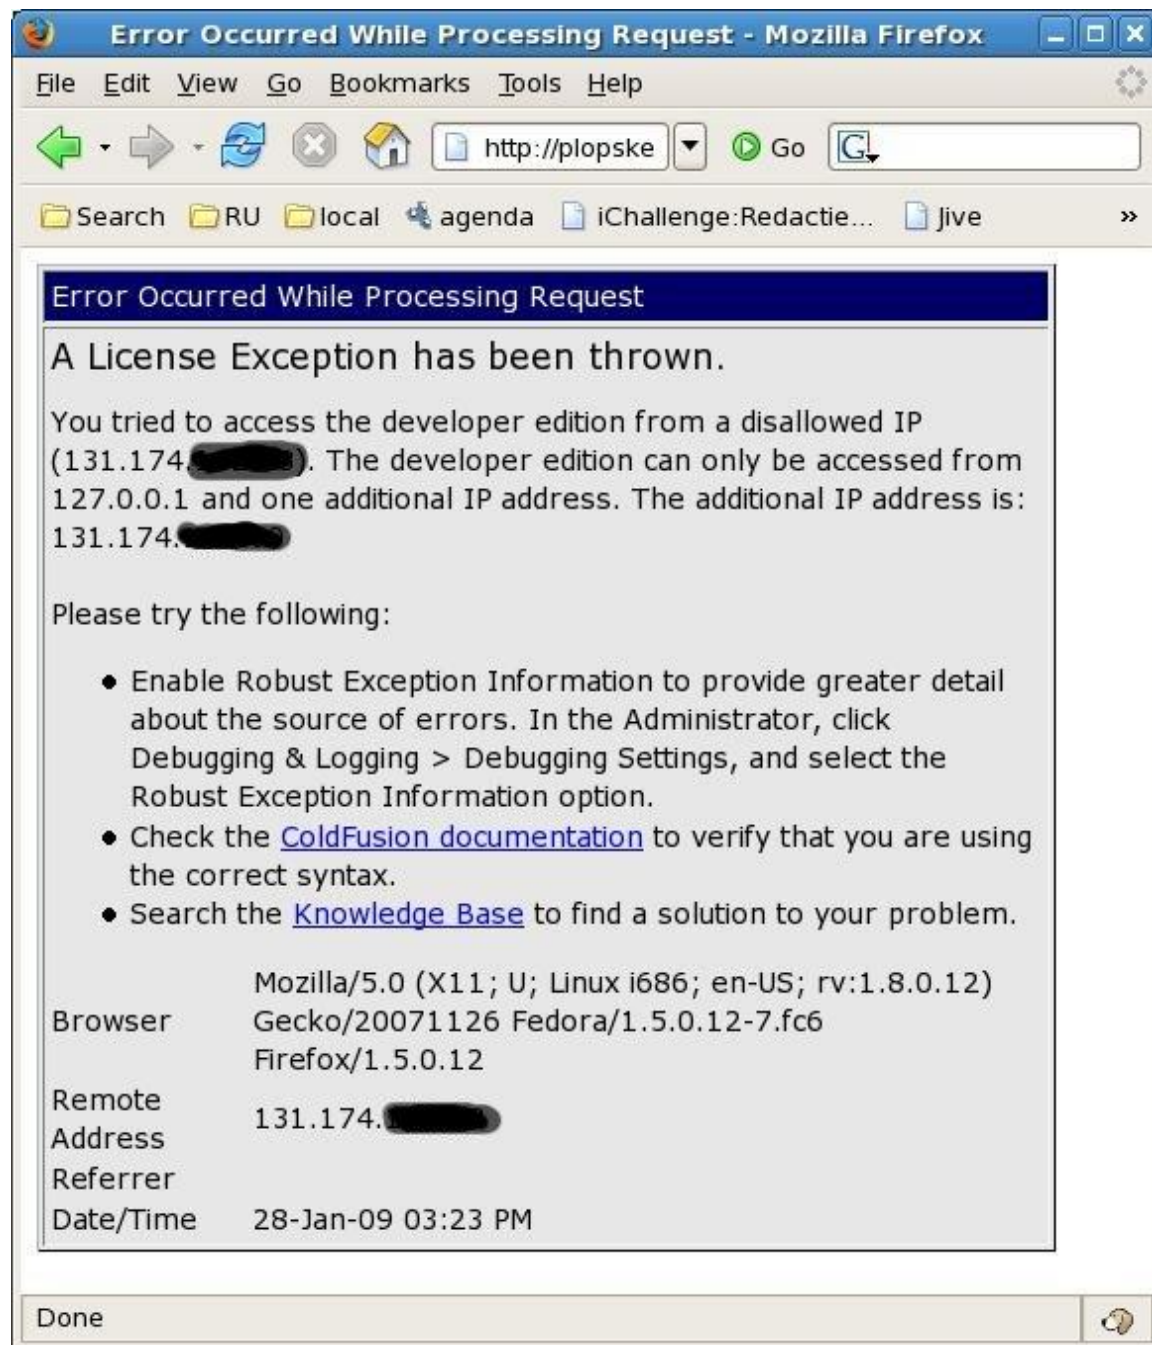 Error Occurred While Processing Request - Mozilla Firefox
File Edit View Go Bookmarks Tools Help
http://plopske Go G
Search RU local agenda iChallenge:Redactie... Jive »
Error Occurred While Processing Request
A License Exception has been thrown.
You tried to access the developer edition from a disallowed IP
(131.174. ). The developer edition can only be accessed from
127.0.0.1 and one additional IP address. The additional IP address is:
131.174.
Please try the following:
• Enable Robust Exception Information to provide greater detail
about the source of errors. In the Administrator, click
Debugging & Logging > Debugging Settings, and select the
Robust Exception Information option.
• Check the ColdFusion documentation to verify that you are using
the correct syntax.
• Search the Knowledge Base to find a solution to your problem.
Browser Mozilla/5.0 (X11; U; Linux i686; en-US; rv:1.8.0.12)
Gecko/20071126 Fedora/1.5.0.12-7.fc6
Firefox/1.5.0.12
Remote
Address 131.174.
Referrer
Date/Time 28-Jan-09 03:23 PM
Done